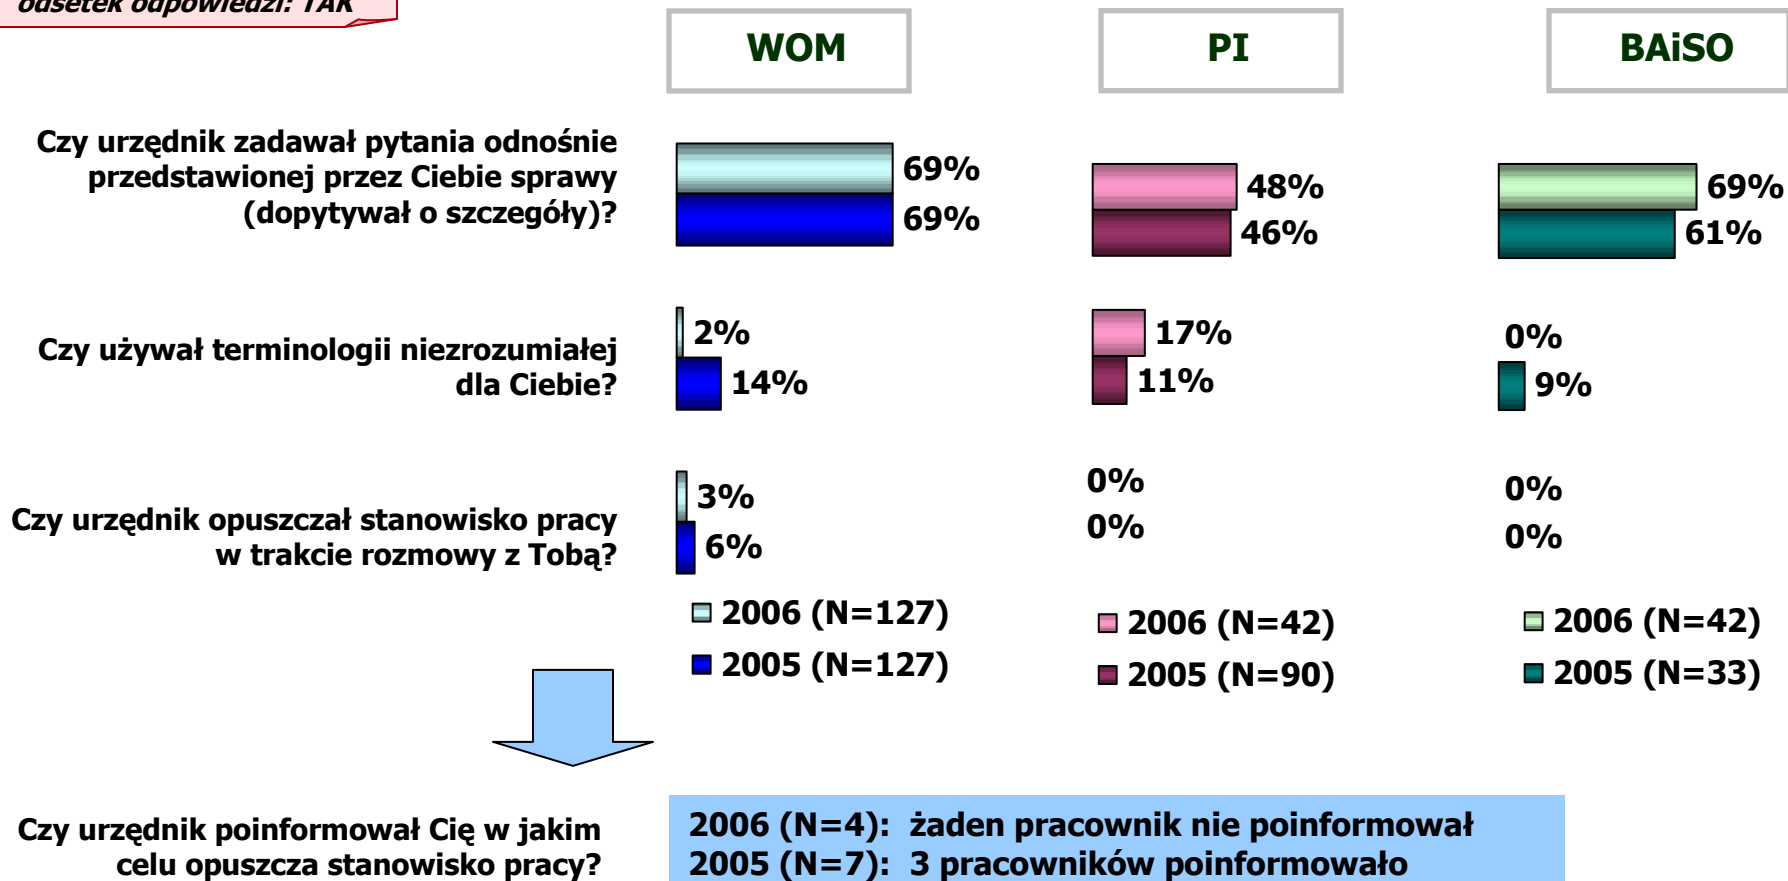 odsetek odpowiedzi: TAK
WOM
PI
BAiSO
Czy urzędnik zadawał pytania odnośnie
przedstawionej przez Ciebie sprawy
(dopytywał o szczegóły)?
69%
69%
48%
46%
69%
61%
Czy używał terminologii niezrozumiałej
dla Ciebie?
2%
14%
17%
11%
0%
9%
Czy urzędnik opuszczał stanowisko pracy
w trakcie rozmowy z Tobą?
3%
6%
0%
0%
0%
0%
2006 (N=127)
2005 (N=127)
2006 (N=42)
2005 (N=90)
2006 (N=42)
2005 (N=33)
Czy urzędnik poinformował Cię w jakim
celu opuszcza stanowisko pracy?
2006 (N=4): żaden pracownik nie poinformował
2005 (N=7): 3 pracowników poinformowało